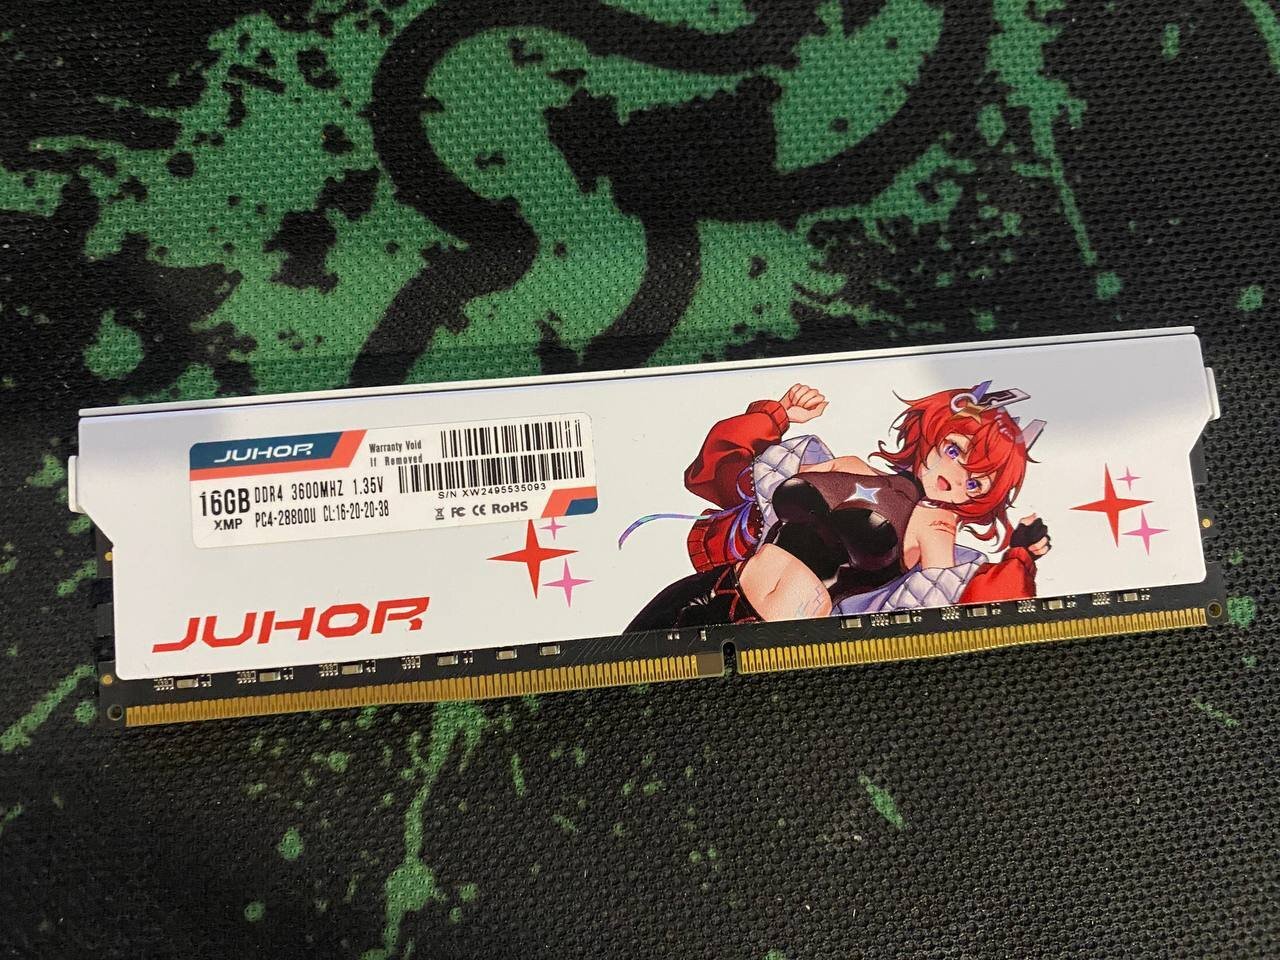 JUHOR
Warranty Void
If Removed
16GB DDR4 3600MHZ 1.35V
XMP PC4-28800U CL:16-20-20-38
S/N XW2495535093
FC CE RoHS
JUHOR